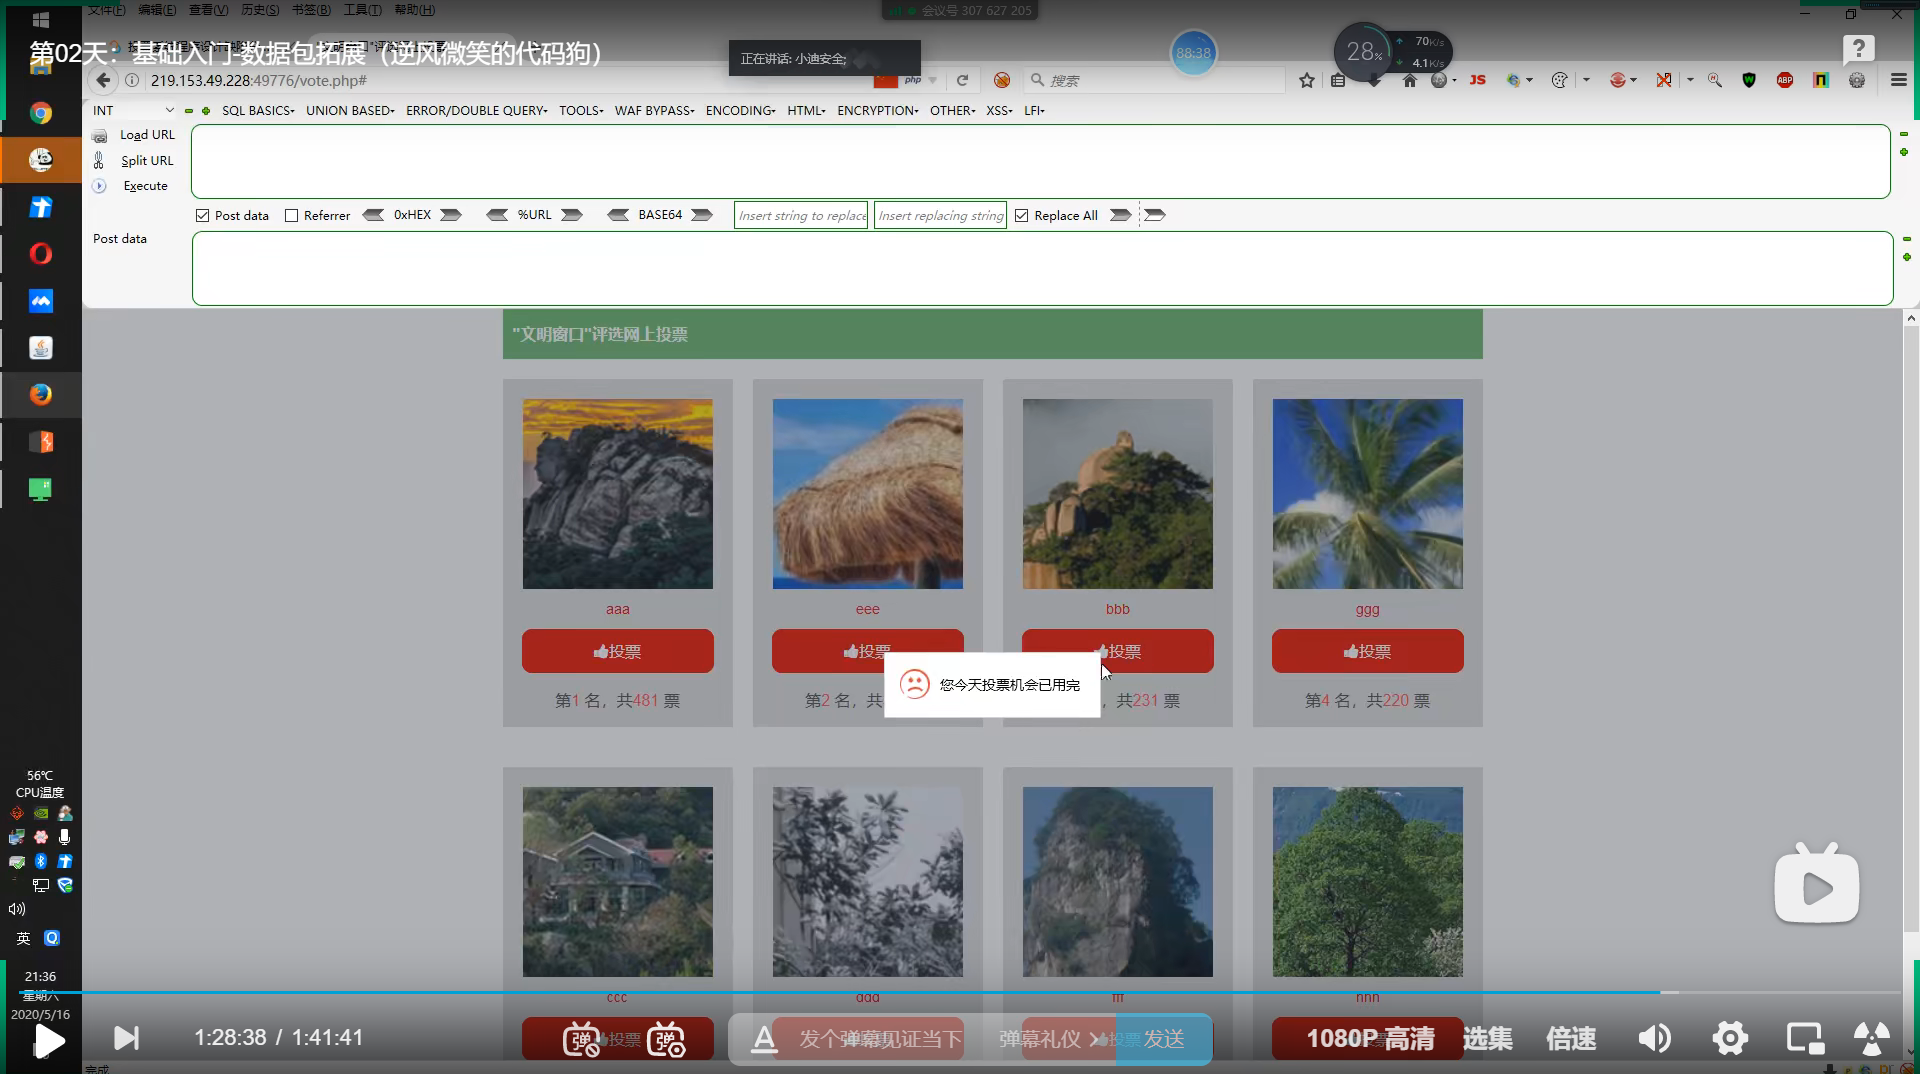 文件(F) 编辑(E) 查看(V) 历史(S) 书签(B) 工具(T) 帮助(H)
会议号 307 627 205
第02天：基础入门-数据包拓展（逆风微笑的代码狗）
正在讲话: 小迪安全;
88:38
28%
70K/s
4.1K/s
219.153.49.228:49776/vote.php#
php
搜索
JS
ABP
INT
SQL BASICS
UNION BASED
ERROR/DOUBLE QUERY
TOOLS
WAF BYPASS
ENCODING
HTML
ENCRYPTION
OTHER
XSS
LFI
Load URL
Split URL
Execute
Post data
Referrer
0xHEX
%URL
BASE64
Insert string to replace
Insert replacing string
Replace All
Post data
"文明窗口"评选网上投票
aaa
eee
bbb
ggg
投票
投票
投票
投票
您今天投票机会已用完
第1 名，共481 票
第2 名，共
，共231 票
第4 名，共220 票
56℃
CPU温度
英
21:36
星期六
2020/5/16
ccc
ddd
fff
hhh
1:28:38 / 1:41:41
弹
弹
投票
发个弹幕见证当下
弹幕礼仪
投票
发送
1080P 高清
选集
倍速
完成